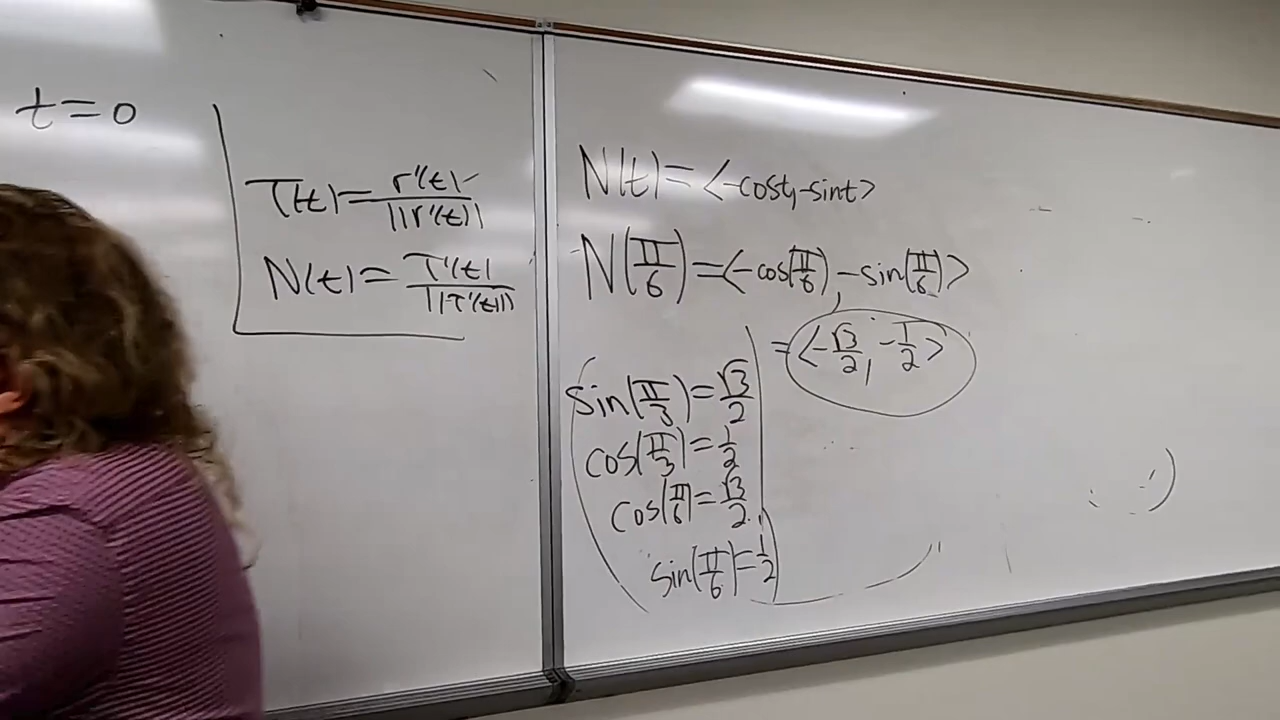 t=0
T(t)=r'(t)/||r'(t)||
N(t)=T'(t)/||T'(t)||
N(t)=<-cost,-sint>
N(π/6)=<-cos(π/6),-sin(π/6)>
=<-√3/2,-1/2>
sin(π/3)=√3/2
cos(π/3)=1/2
cos(π/6)=√3/2
sin(π/6)=1/2